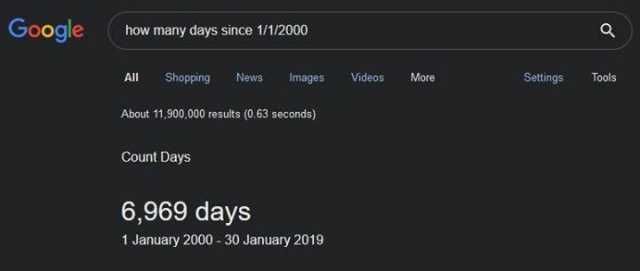 Google
how many days since 1/1/2000
All Shopping News Images Videos More Settings Tools
About 11,900,000 results (0.63 seconds)
Count Days
6,969 days
1 January 2000 - 30 January 2019